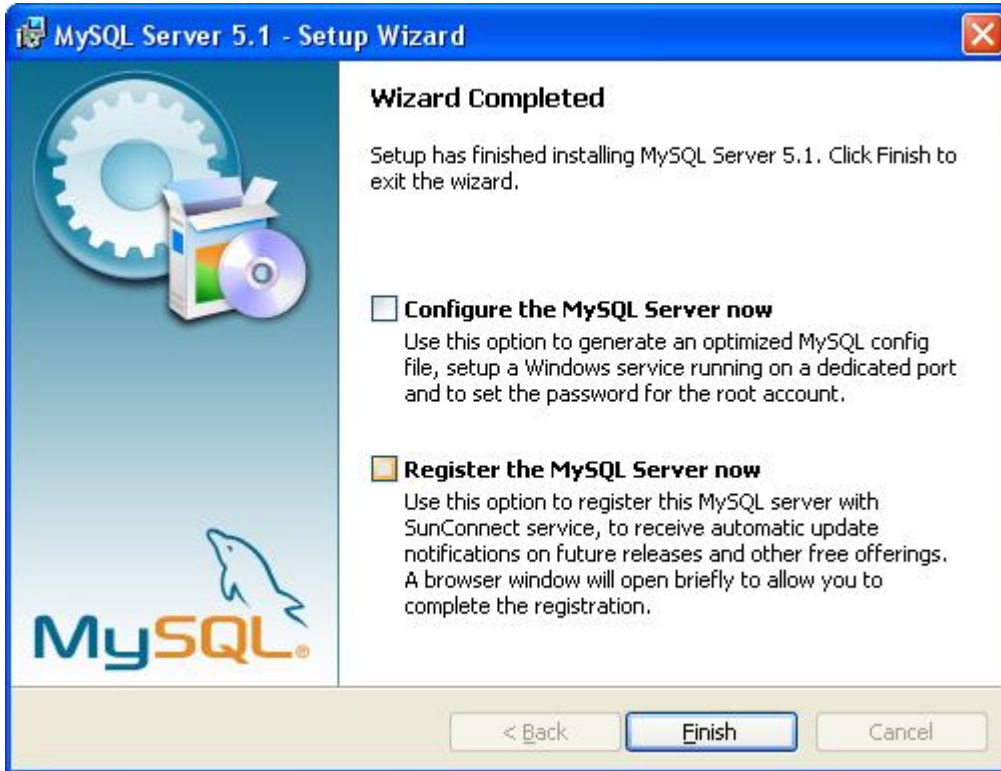 MySQL Server 5.1 - Setup Wizard
Wizard Completed
Setup has finished installing MySQL Server 5.1. Click Finish to
exit the wizard.
Configure the MySQL Server now
Use this option to generate an optimized MySQL config
file, setup a Windows service running on a dedicated port
and to set the password for the root account.
Register the MySQL Server now
Use this option to register this MySQL server with
SunConnect service, to receive automatic update
notifications on future releases and other free offerings.
A browser window will open briefly to allow you to
complete the registration.
MySQL®
< Back
Finish
Cancel